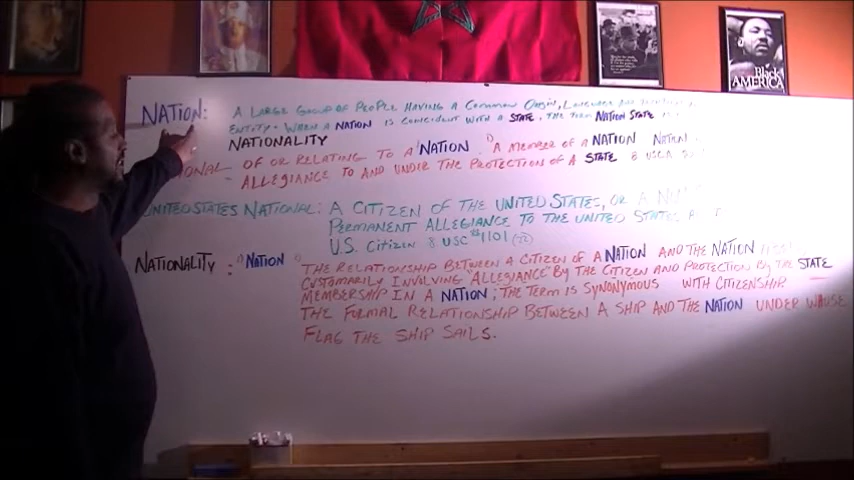 NATION: A LARGE GROUP OF PEOPLE HAVING A COMMON ORIGIN, LANGUAGE AND
ENTITY. WHEN A NATION IS COINCIDENT WITH A STATE, THE TERM NATION STATE
NATIONALITY
OF OR RELATING TO A NATION A MEMBER OF A NATION
ALLEGIANCE TO AND UNDER THE PROTECTION OF A STATE 8 USCA
UNITED STATES NATIONAL: A CITIZEN OF THE UNITED STATES, OR A
PERMANENT ALLEGIANCE TO THE UNITED STATES
U.S. CITIZEN 8 USC 1101 (22)
NATIONALITY: "NATION" THE RELATIONSHIP BETWEEN A CITIZEN OF A NATION AND THE NATION
CUSTOMARILY INVOLVING "ALLEGIANCE" BY THE CITIZEN AND PROTECTION BY THE STATE
MEMBERSHIP IN A NATION; THE TERM IS SYNONYMOUS WITH CITIZENSHIP
THE FORMAL RELATIONSHIP BETWEEN A SHIP AND THE NATION UNDER WHOSE
FLAG THE SHIP SAILS.
Black
AMERICA